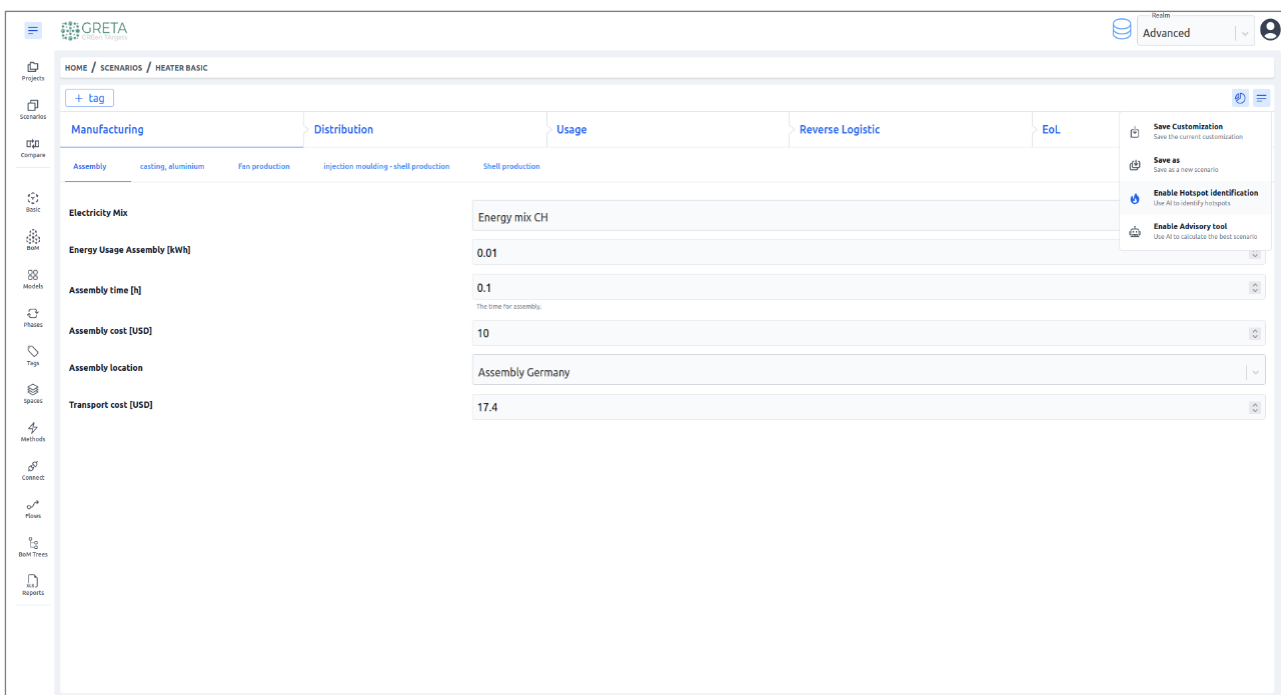 GRETA
GREen TArgets
Realm
Advanced
Projects
Scenarios
Compare
Basic
BoM
Models
Phases
Tags
Spaces
Methods
Connect
Flows
BoM Trees
XLS
Reports
HOME / SCENARIOS / HEATER BASIC
+ tag
Manufacturing
Distribution
Usage
Reverse Logistic
EoL
Assembly
casting, aluminium
Fan production
injection moulding - shell production
Shell production
Save Customization
Save the current customization
Save as
Save as a new scenario
Enable Hotspot identification
Use AI to identify hotspots
Enable Advisory tool
Use AI to calculate the best scenario
Electricity Mix
Energy mix CH
Energy Usage Assembly [kWh]
0.01
Assembly time [h]
0.1
The time for assembly.
Assembly cost [USD]
10
Assembly location
Assembly Germany
Transport cost [USD]
17.4